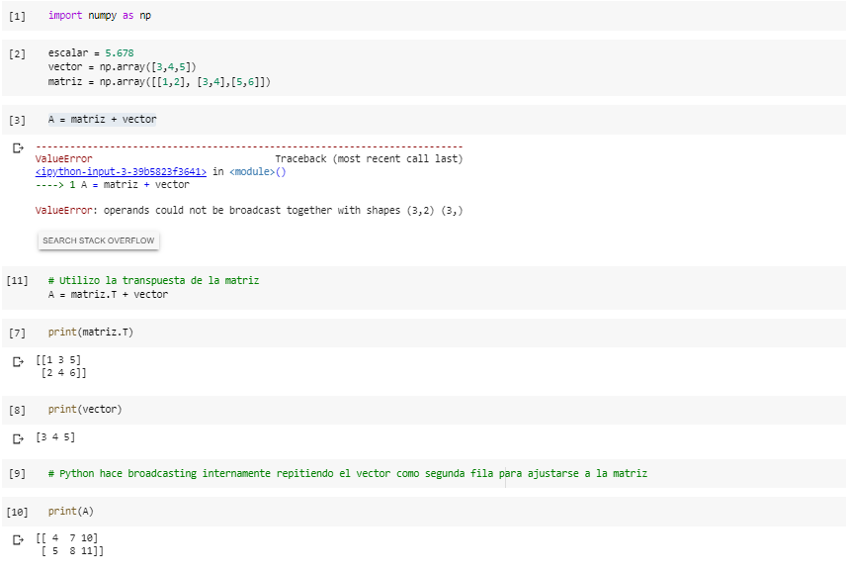 [1] import numpy as np
[2] escalar = 5.678
vector = np.array([3,4,5])
matriz = np.array([[1,2], [3,4],[5,6]])
[3] A = matriz + vector
---------------------------------------------------------------------------
ValueError Traceback (most recent call last)
<ipython-input-3-39b5823f3641> in <module>()
----> 1 A = matriz + vector
ValueError: operands could not be broadcast together with shapes (3,2) (3,)
SEARCH STACK OVERFLOW
[11] # Utilizo la transpuesta de la matriz
A = matriz.T + vector
[7] print(matriz.T)
[[1 3 5]
[2 4 6]]
[8] print(vector)
[3 4 5]
[9] # Python hace broadcasting internamente repitiendo el vector como segunda fila para ajustarse a la matriz
[10] print(A)
[[ 4 7 10]
[ 5 8 11]]